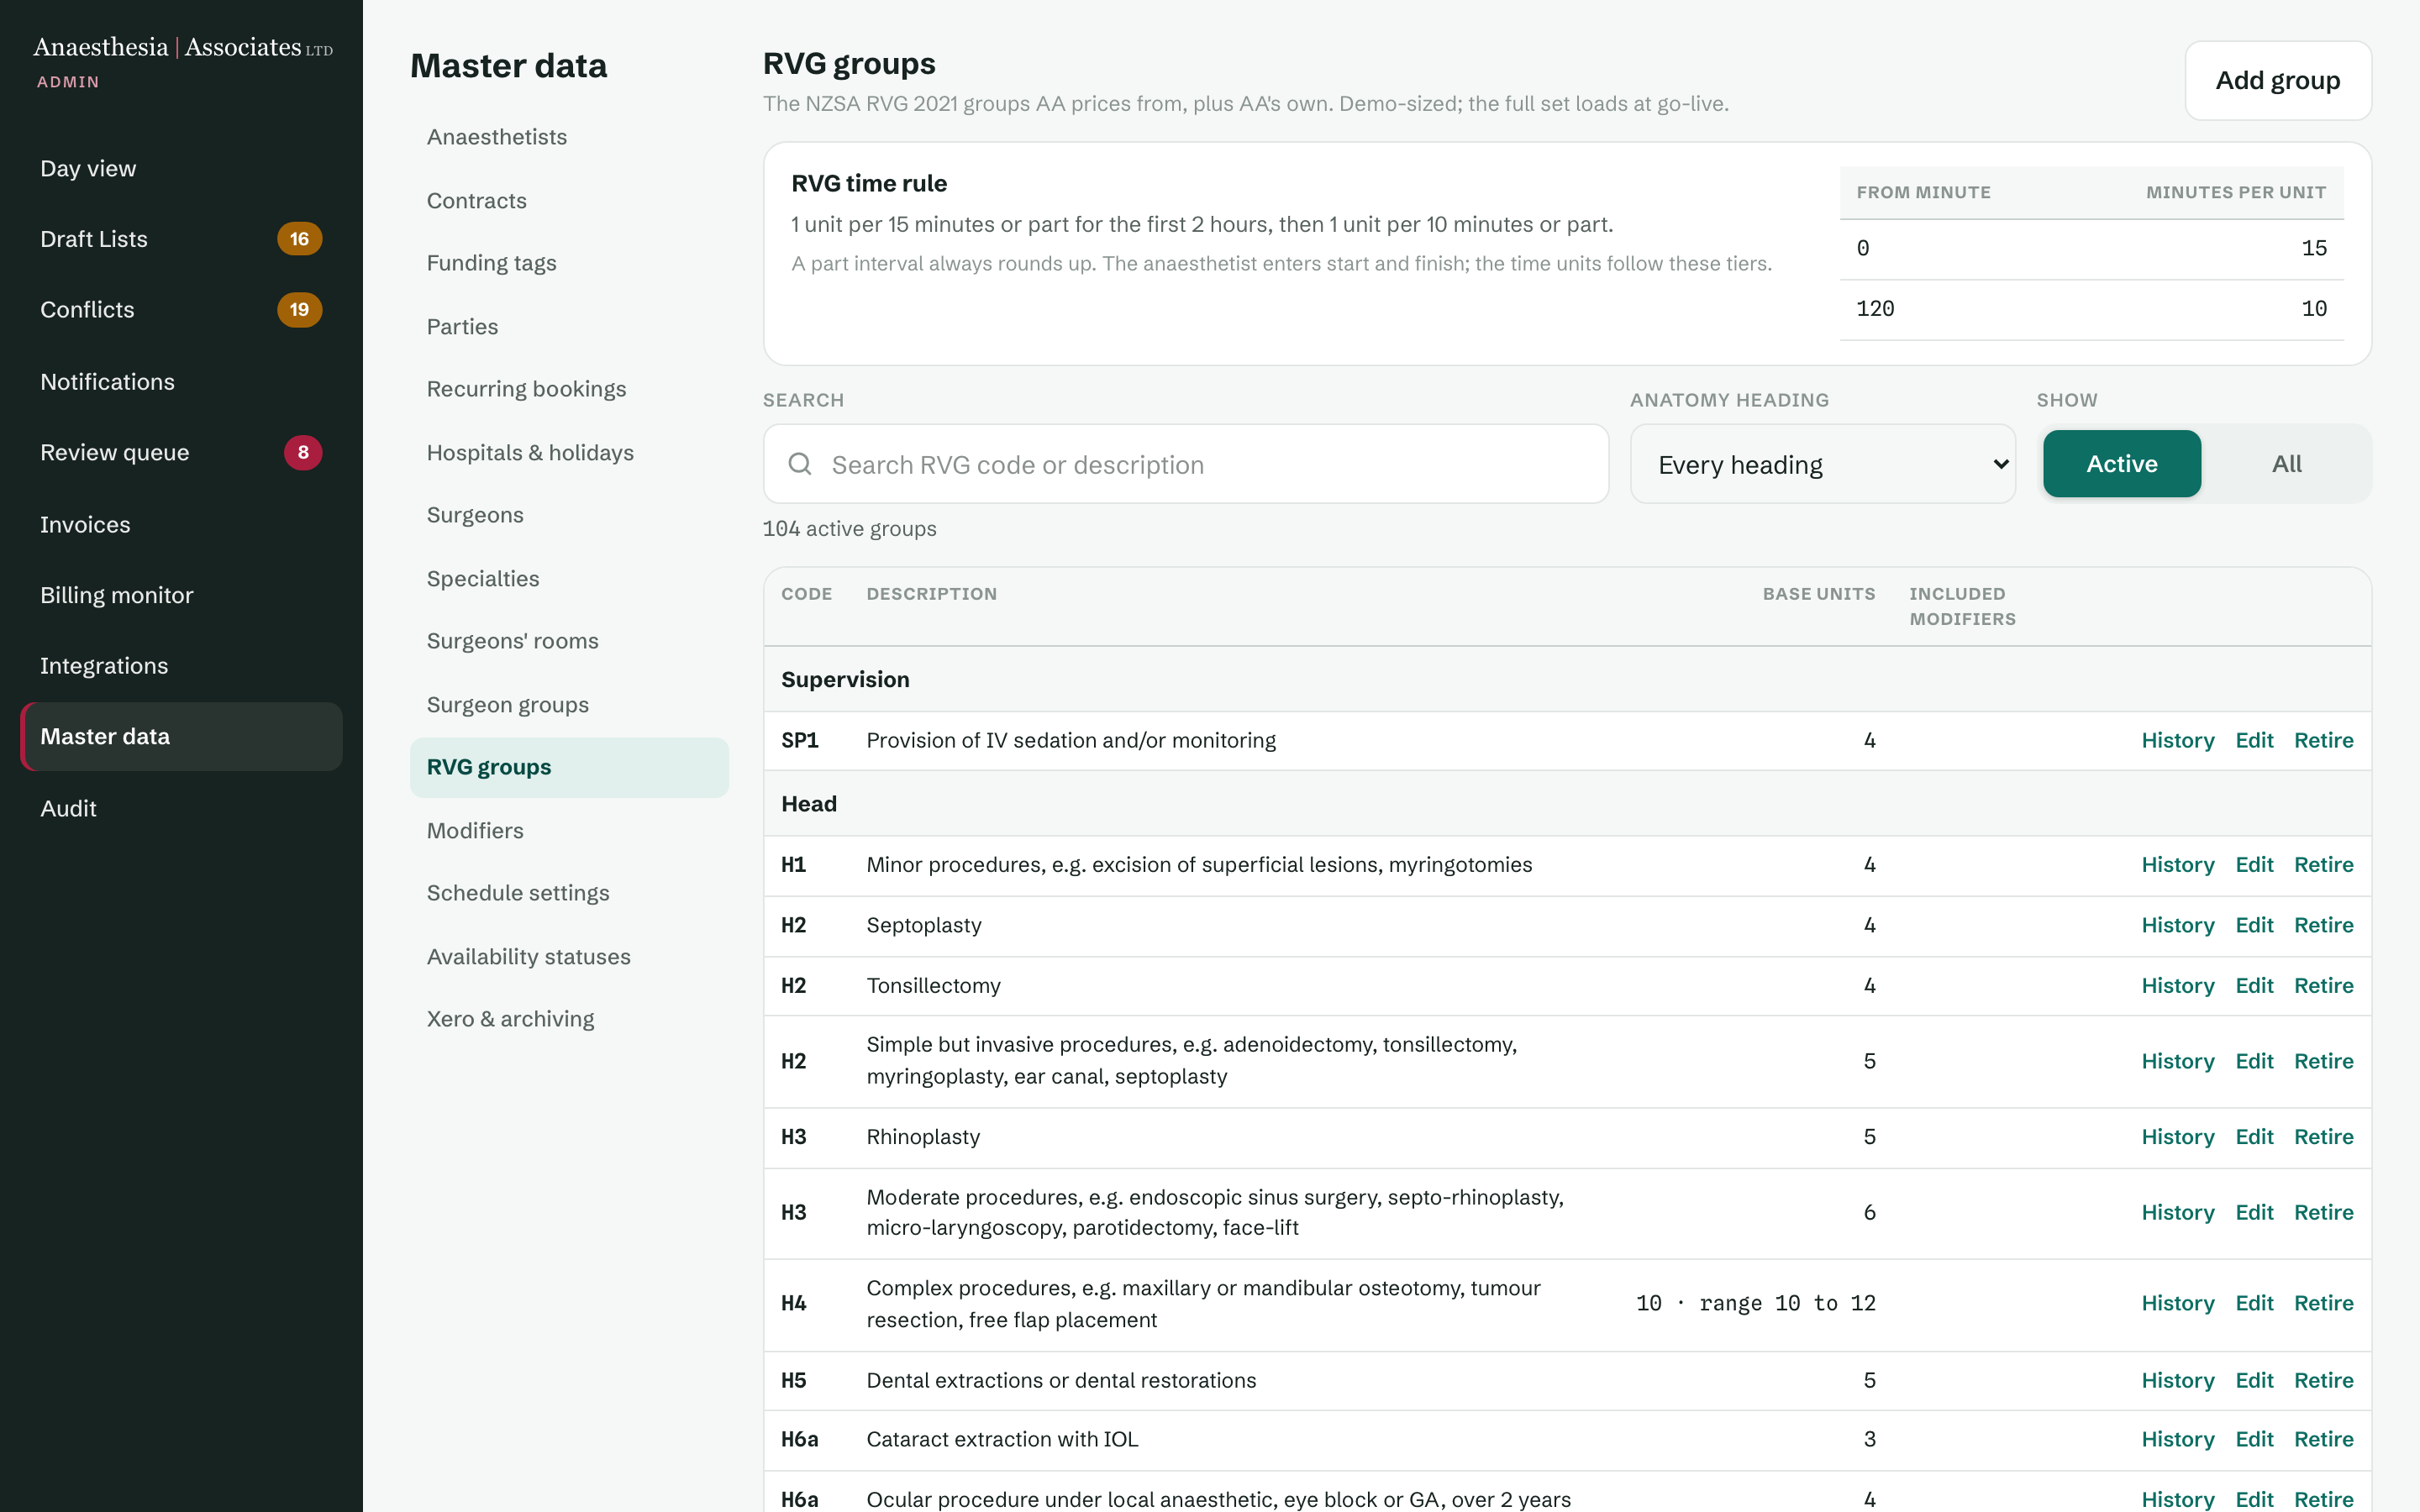 Anaesthesia | Associates LTD
ADMIN
Day view
Draft Lists 16
Conflicts 19
Notifications
Review queue 8
Invoices
Billing monitor
Integrations
Master data
Audit
Master data
Anaesthetists
Contracts
Funding tags
Parties
Recurring bookings
Hospitals & holidays
Surgeons
Specialties
Surgeons' rooms
Surgeon groups
RVG groups
Modifiers
Schedule settings
Availability statuses
Xero & archiving
RVG groups
The NZSA RVG 2021 groups AA prices from, plus AA's own. Demo-sized; the full set loads at go-live.
Add group
RVG time rule
1 unit per 15 minutes or part for the first 2 hours, then 1 unit per 10 minutes or part.
A part interval always rounds up. The anaesthetist enters start and finish; the time units follow these tiers.
FROM MINUTE MINUTES PER UNIT
0 15
120 10
SEARCH
Search RVG code or description
ANATOMY HEADING
Every heading
SHOW
Active All
104 active groups
CODE DESCRIPTION BASE UNITS INCLUDED
MODIFIERS
Supervision
SP1 Provision of IV sedation and/or monitoring 4 History Edit Retire
Head
H1 Minor procedures, e.g. excision of superficial lesions, myringotomies 4 History Edit Retire
H2 Septoplasty 4 History Edit Retire
H2 Tonsillectomy 4 History Edit Retire
H2 Simple but invasive procedures, e.g. adenoidectomy, tonsillectomy,
myringoplasty, ear canal, septoplasty 5 History Edit Retire
H3 Rhinoplasty 5 History Edit Retire
H3 Moderate procedures, e.g. endoscopic sinus surgery, septo-rhinoplasty,
micro-laryngoscopy, parotidectomy, face-lift 6 History Edit Retire
H4 Complex procedures, e.g. maxillary or mandibular osteotomy, tumour
resection, free flap placement 10 · range 10 to 12 History Edit Retire
H5 Dental extractions or dental restorations 5 History Edit Retire
H6a Cataract extraction with IOL 3 History Edit Retire
H6a Ocular procedure under local anaesthetic, eye block or GA, over 2 years 4 History Edit Retire